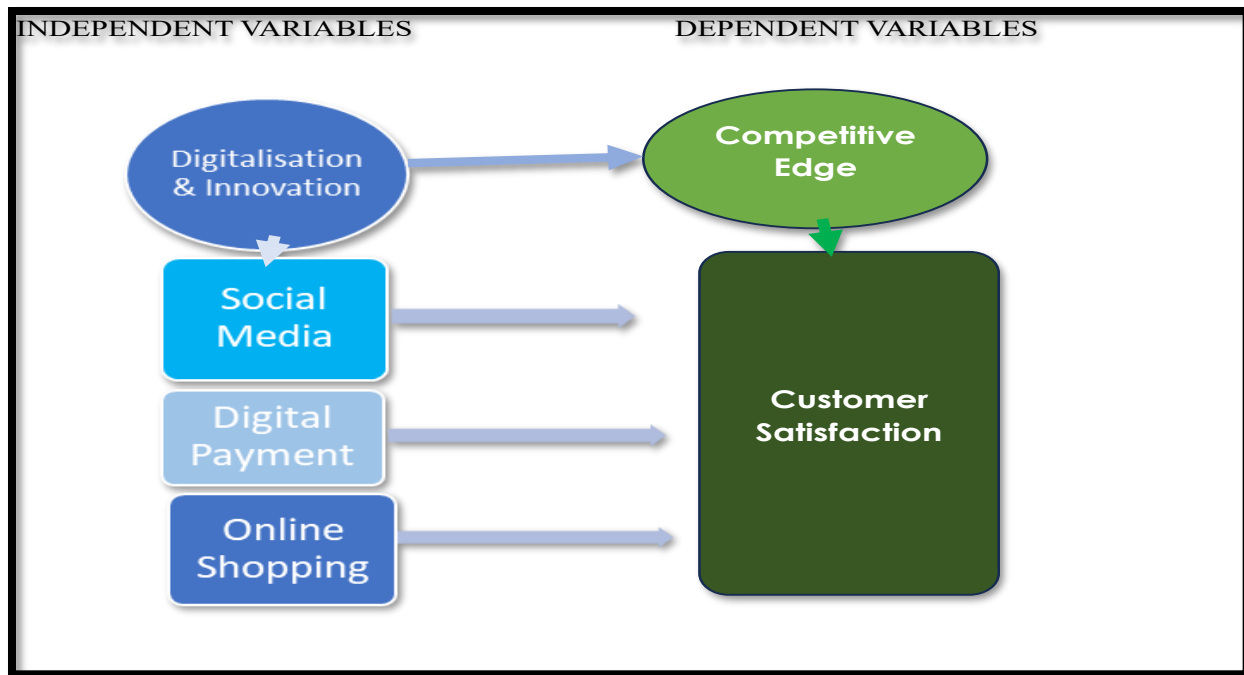 INDEPENDENT VARIABLES
DEPENDENT VARIABLES
Digitalisation
& Innovation
Competitive
Edge
Social
Media
Digital
Payment
Online
Shopping
Customer
Satisfaction